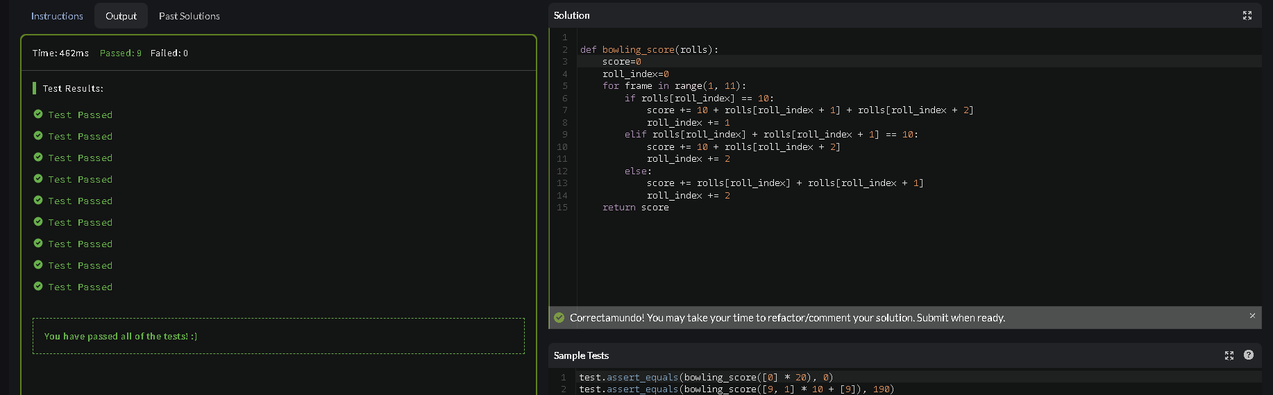 Instructions Output Past Solutions
Time: 462ms Passed: 9 Failed: 0
Test Results:
Test Passed
Test Passed
Test Passed
Test Passed
Test Passed
Test Passed
Test Passed
Test Passed
Test Passed
You have passed all of the tests! :)
Solution
1
2 def bowling_score(rolls):
3     score=0
4     roll_index=0
5     for frame in range(1, 11):
6         if rolls[roll_index] == 10:
7             score += 10 + rolls[roll_index + 1] + rolls[roll_index + 2]
8             roll_index += 1
9         elif rolls[roll_index] + rolls[roll_index + 1] == 10:
10             score += 10 + rolls[roll_index + 2]
11             roll_index += 2
12         else:
13             score += rolls[roll_index] + rolls[roll_index + 1]
14             roll_index += 2
15     return score
Correctamundo! You may take your time to refactor/comment your solution. Submit when ready.
Sample Tests
1 test.assert_equals(bowling_score([0] * 20), 0)
2 test.assert_equals(bowling_score([9, 1] * 10 + [9]), 190)